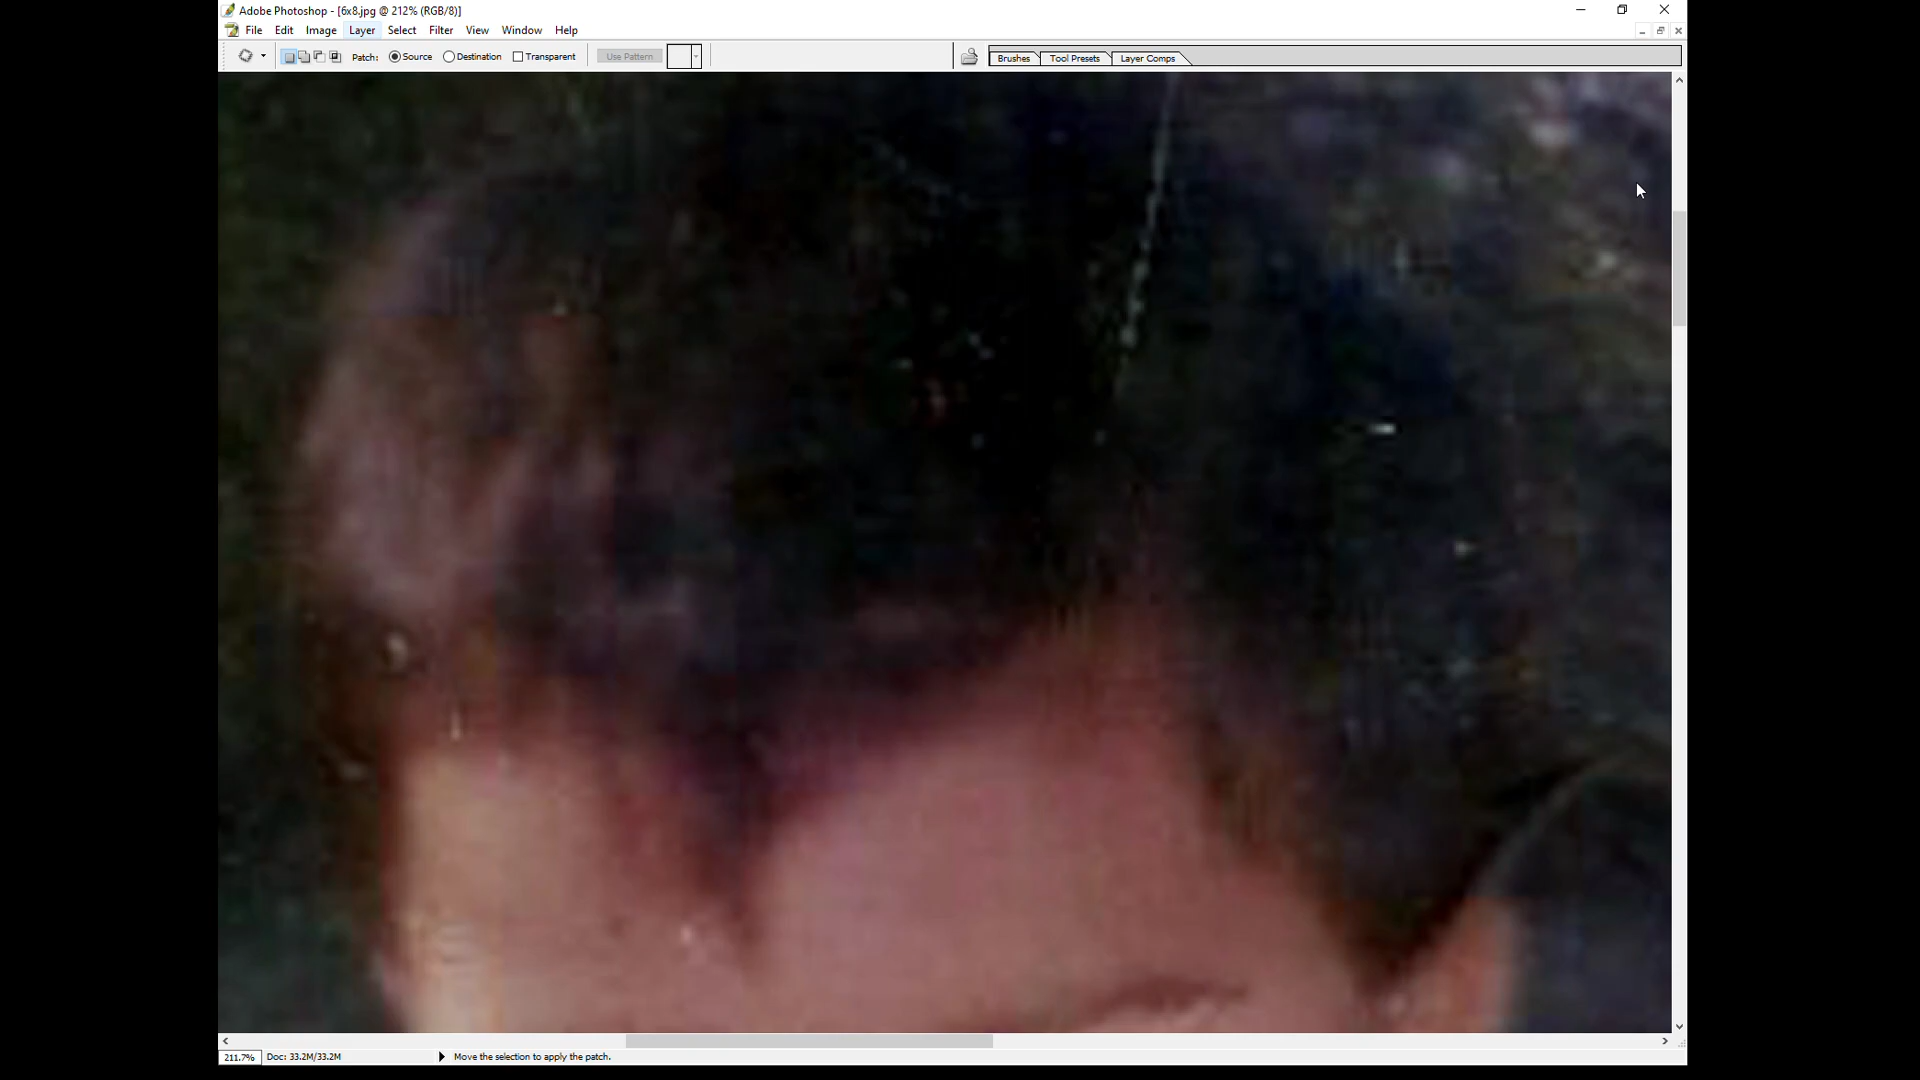 Adobe Photoshop - [6x8.jpg @ 212% (RGB/8)]
File Edit Image Layer Select Filter View Window Help
Patch: Source Destination Transparent Use Pattern Brushes Tool Presets Layer Comps
211.7% Doc: 33.2M/33.2M Move the selection to apply the patch.